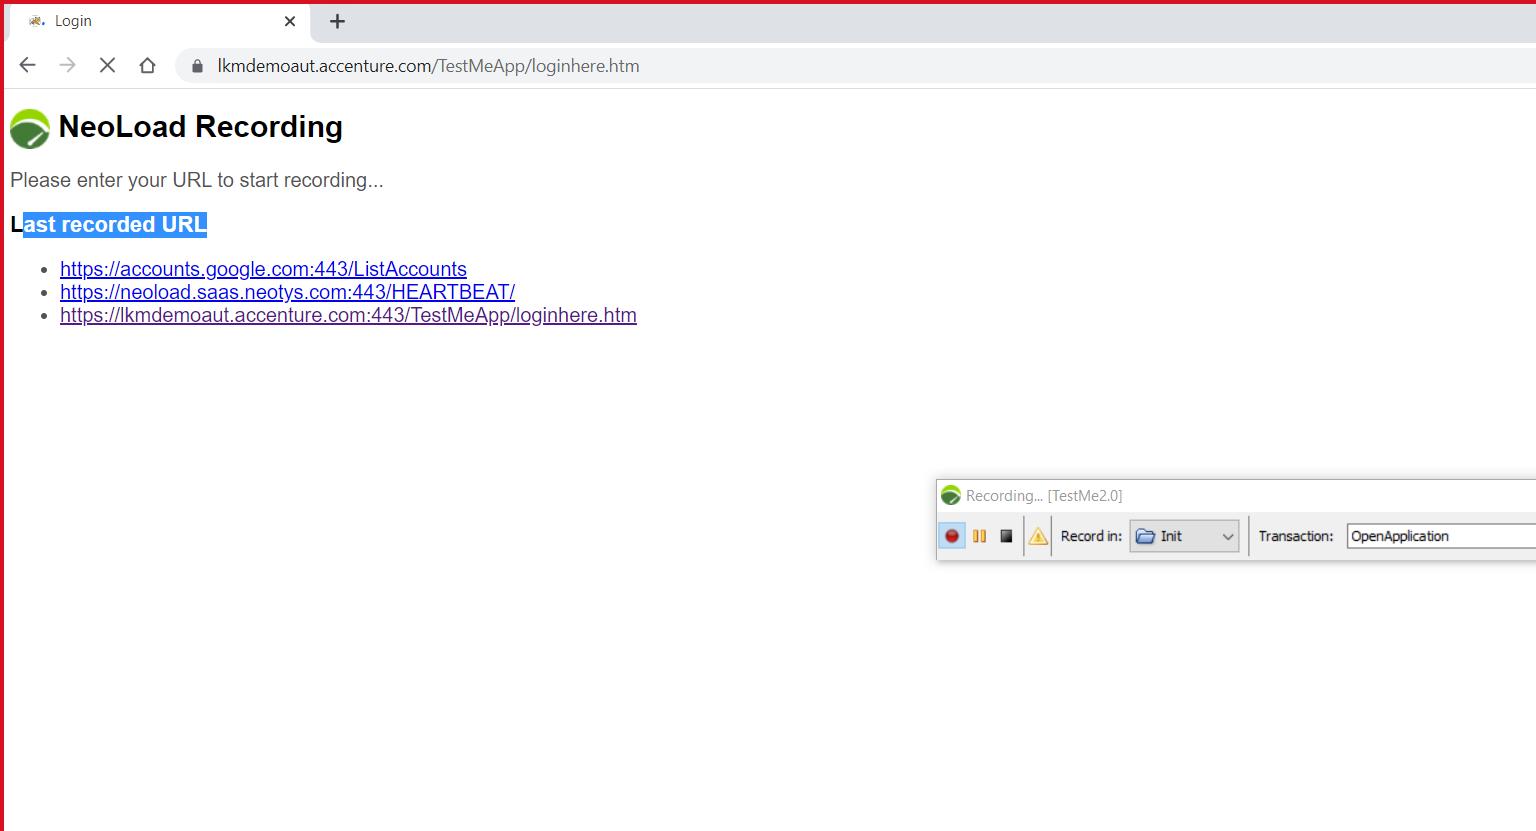 Login
lkmdemoaut.accenture.com/TestMeApp/loginhere.htm
NeoLoad Recording
Please enter your URL to start recording...
Last recorded URL
https://accounts.google.com:443/ListAccounts
https://neoload.saas.neotys.com:443/HEARTBEAT/
https://lkmdemoaut.accenture.com:443/TestMeApp/loginhere.htm
Recording... [TestMe2.0]
Record in: Init Transaction: OpenApplication